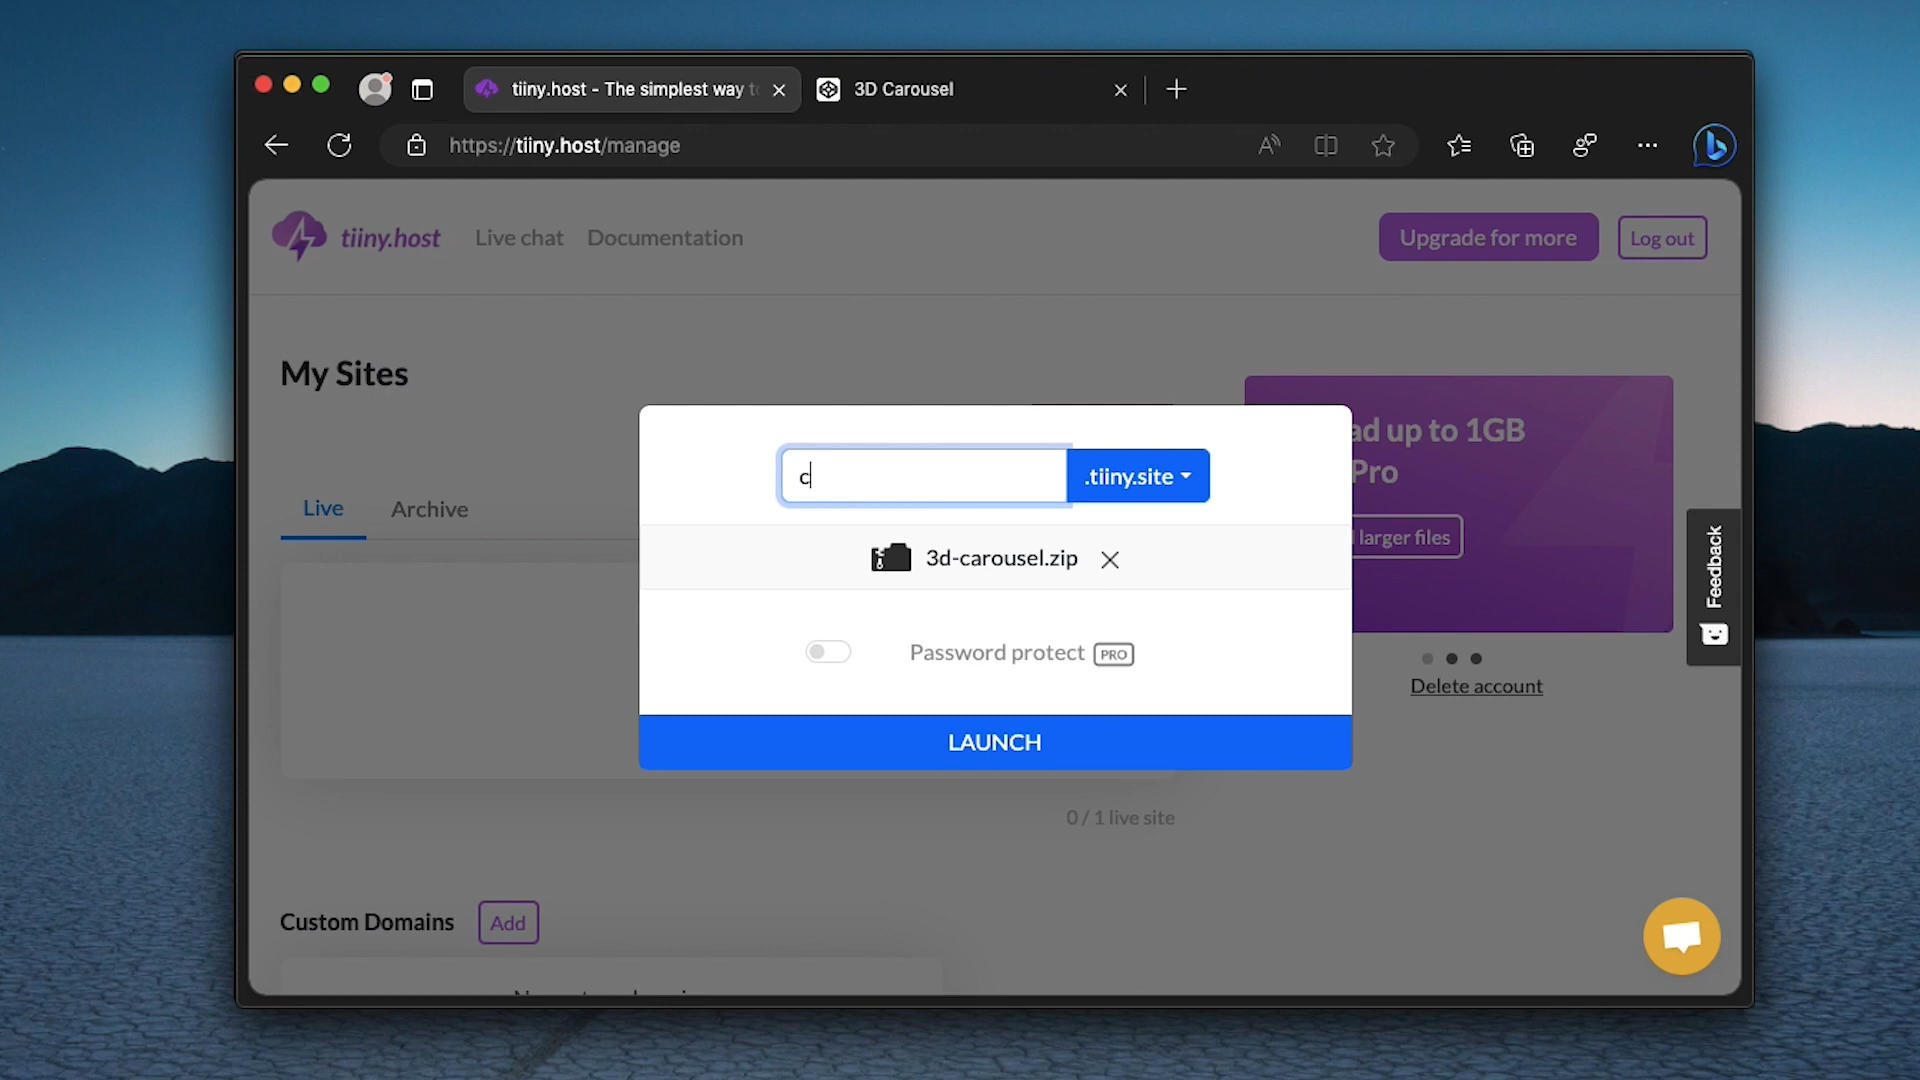 tiiny.host - The simplest way to
3D Carousel
https://tiiny.host/manage
tiiny.host
Live chat
Documentation
Upgrade for more
Log out
My Sites
ad up to 1GB
Pro
Live
Archive
c
.tiiny.site
larger files
3d-carousel.zip
Feedback
Password protect PRO
Delete account
LAUNCH
0 / 1 live site
Custom Domains
Add